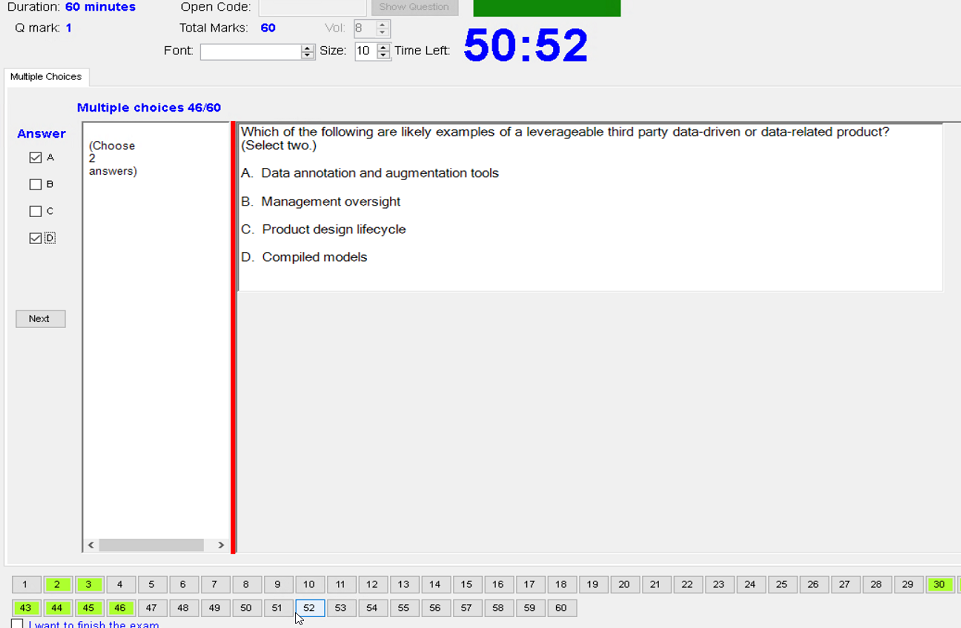 Duration: 60 minutes
Open Code:
Show Question
Q mark: 1
Total Marks: 60
Vol: 8
Font:
Size: 10
Time Left: 50:52
Multiple Choices
Multiple choices 46/60
Answer
A
B
C
D
Next
(Choose
2
answers)
Which of the following are likely examples of a leverageable third party data-driven or data-related product?
(Select two.)
A. Data annotation and augmentation tools
B. Management oversight
C. Product design lifecycle
D. Compiled models
1 2 3 4 5 6 7 8 9 10 11 12 13 14 15 16 17 18 19 20 21 22 23 24 25 26 27 28 29 30
43 44 45 46 47 48 49 50 51 52 53 54 55 56 57 58 59 60
I want to finish the exam